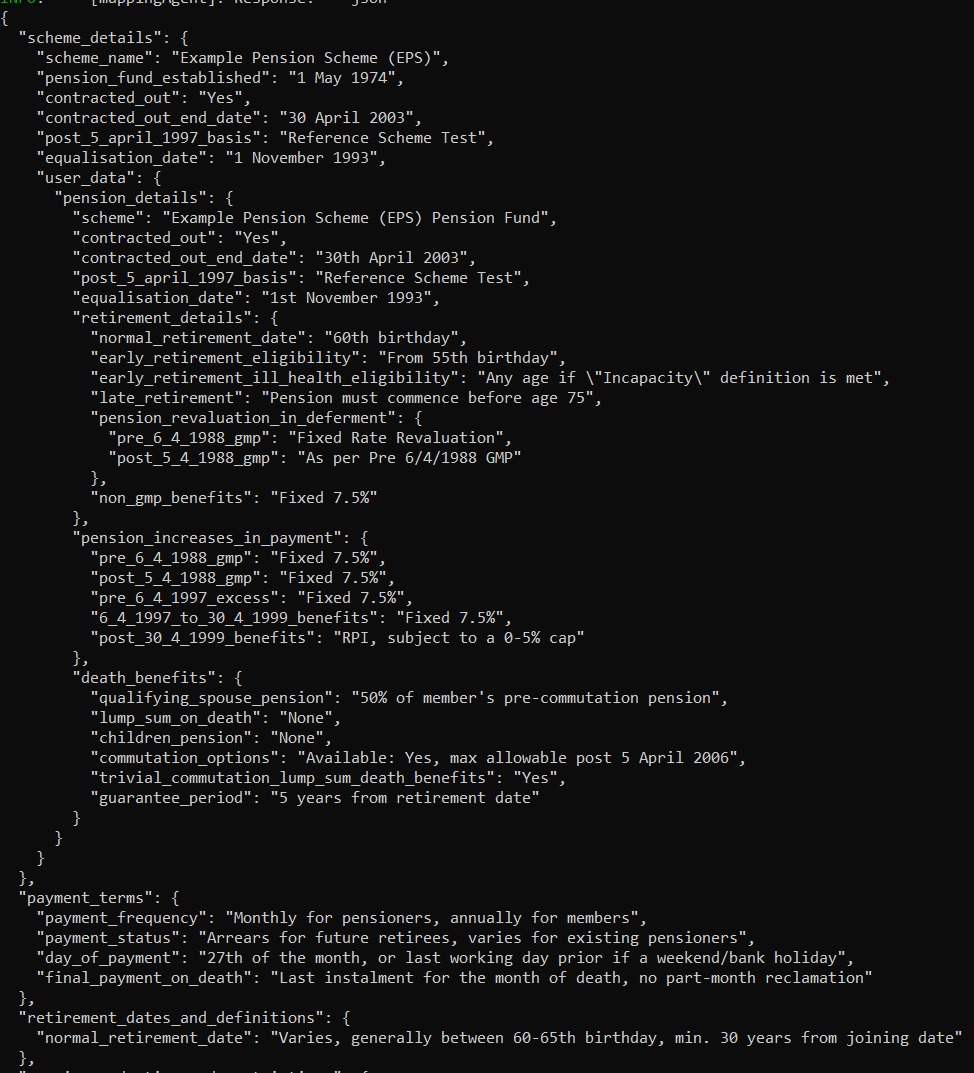 INFO: [mappingAgent]: Response: ```json
{
  "scheme_details": {
    "scheme_name": "Example Pension Scheme (EPS)",
    "pension_fund_established": "1 May 1974",
    "contracted_out": "Yes",
    "contracted_out_end_date": "30 April 2003",
    "post_5_april_1997_basis": "Reference Scheme Test",
    "equalisation_date": "1 November 1993",
    "user_data": {
      "pension_details": {
        "scheme": "Example Pension Scheme (EPS) Pension Fund",
        "contracted_out": "Yes",
        "contracted_out_end_date": "30th April 2003",
        "post_5_april_1997_basis": "Reference Scheme Test",
        "equalisation_date": "1st November 1993",
        "retirement_details": {
          "normal_retirement_date": "60th birthday",
          "early_retirement_eligibility": "From 55th birthday",
          "early_retirement_ill_health_eligibility": "Any age if \"Incapacity\" definition is met",
          "late_retirement": "Pension must commence before age 75",
          "pension_revaluation_in_deferment": {
            "pre_6_4_1988_gmp": "Fixed Rate Revaluation",
            "post_5_4_1988_gmp": "As per Pre 6/4/1988 GMP"
          },
          "non_gmp_benefits": "Fixed 7.5%"
        },
        "pension_increases_in_payment": {
          "pre_6_4_1988_gmp": "Fixed 7.5%",
          "post_5_4_1988_gmp": "Fixed 7.5%",
          "pre_6_4_1997_excess": "Fixed 7.5%",
          "6_4_1997_to_30_4_1999_benefits": "Fixed 7.5%",
          "post_30_4_1999_benefits": "RPI, subject to a 0-5% cap"
        },
        "death_benefits": {
          "qualifying_spouse_pension": "50% of member's pre-commutation pension",
          "lump_sum_on_death": "None",
          "children_pension": "None",
          "commutation_options": "Available: Yes, max allowable post 5 April 2006",
          "trivial_commutation_lump_sum_death_benefits": "Yes",
          "guarantee_period": "5 years from retirement date"
        }
      }
    }
  },
  "payment_terms": {
    "payment_frequency": "Monthly for pensioners, annually for members",
    "payment_status": "Arrears for future retirees, varies for existing pensioners",
    "day_of_payment": "27th of the month, or last working day prior if a weekend/bank holiday",
    "final_payment_on_death": "Last instalment for the month of death, no part-month reclamation"
  },
  "retirement_dates_and_definitions": {
    "normal_retirement_date": "Varies, generally between 60-65th birthday, min. 30 years from joining date"
  },